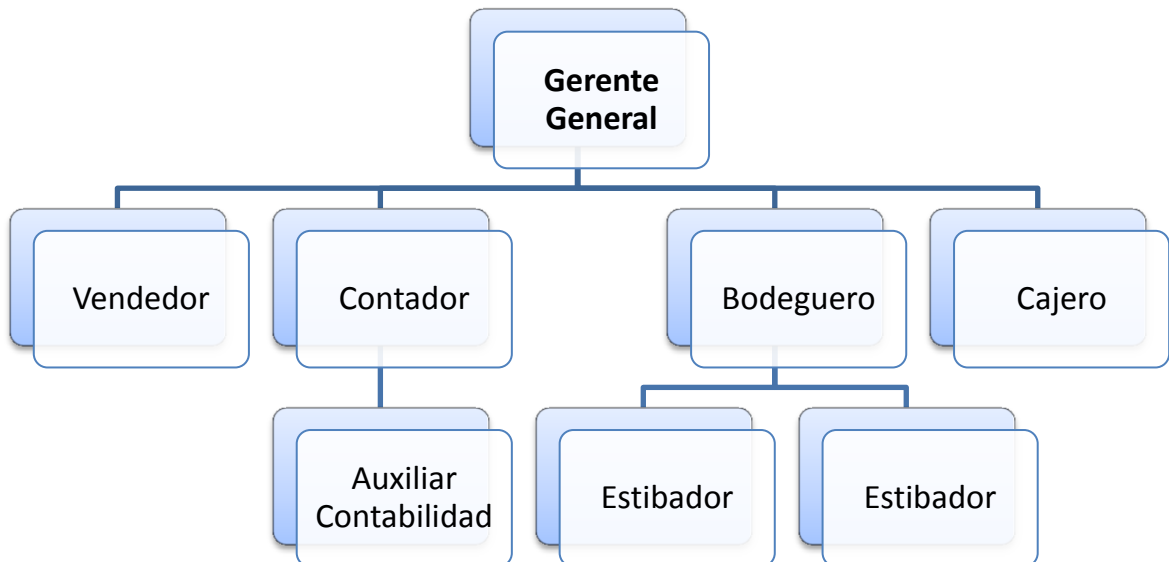 Gerente
General
Vendedor
Contador
Bodeguero
Cajero
Auxiliar
Contabilidad
Estibador
Estibador